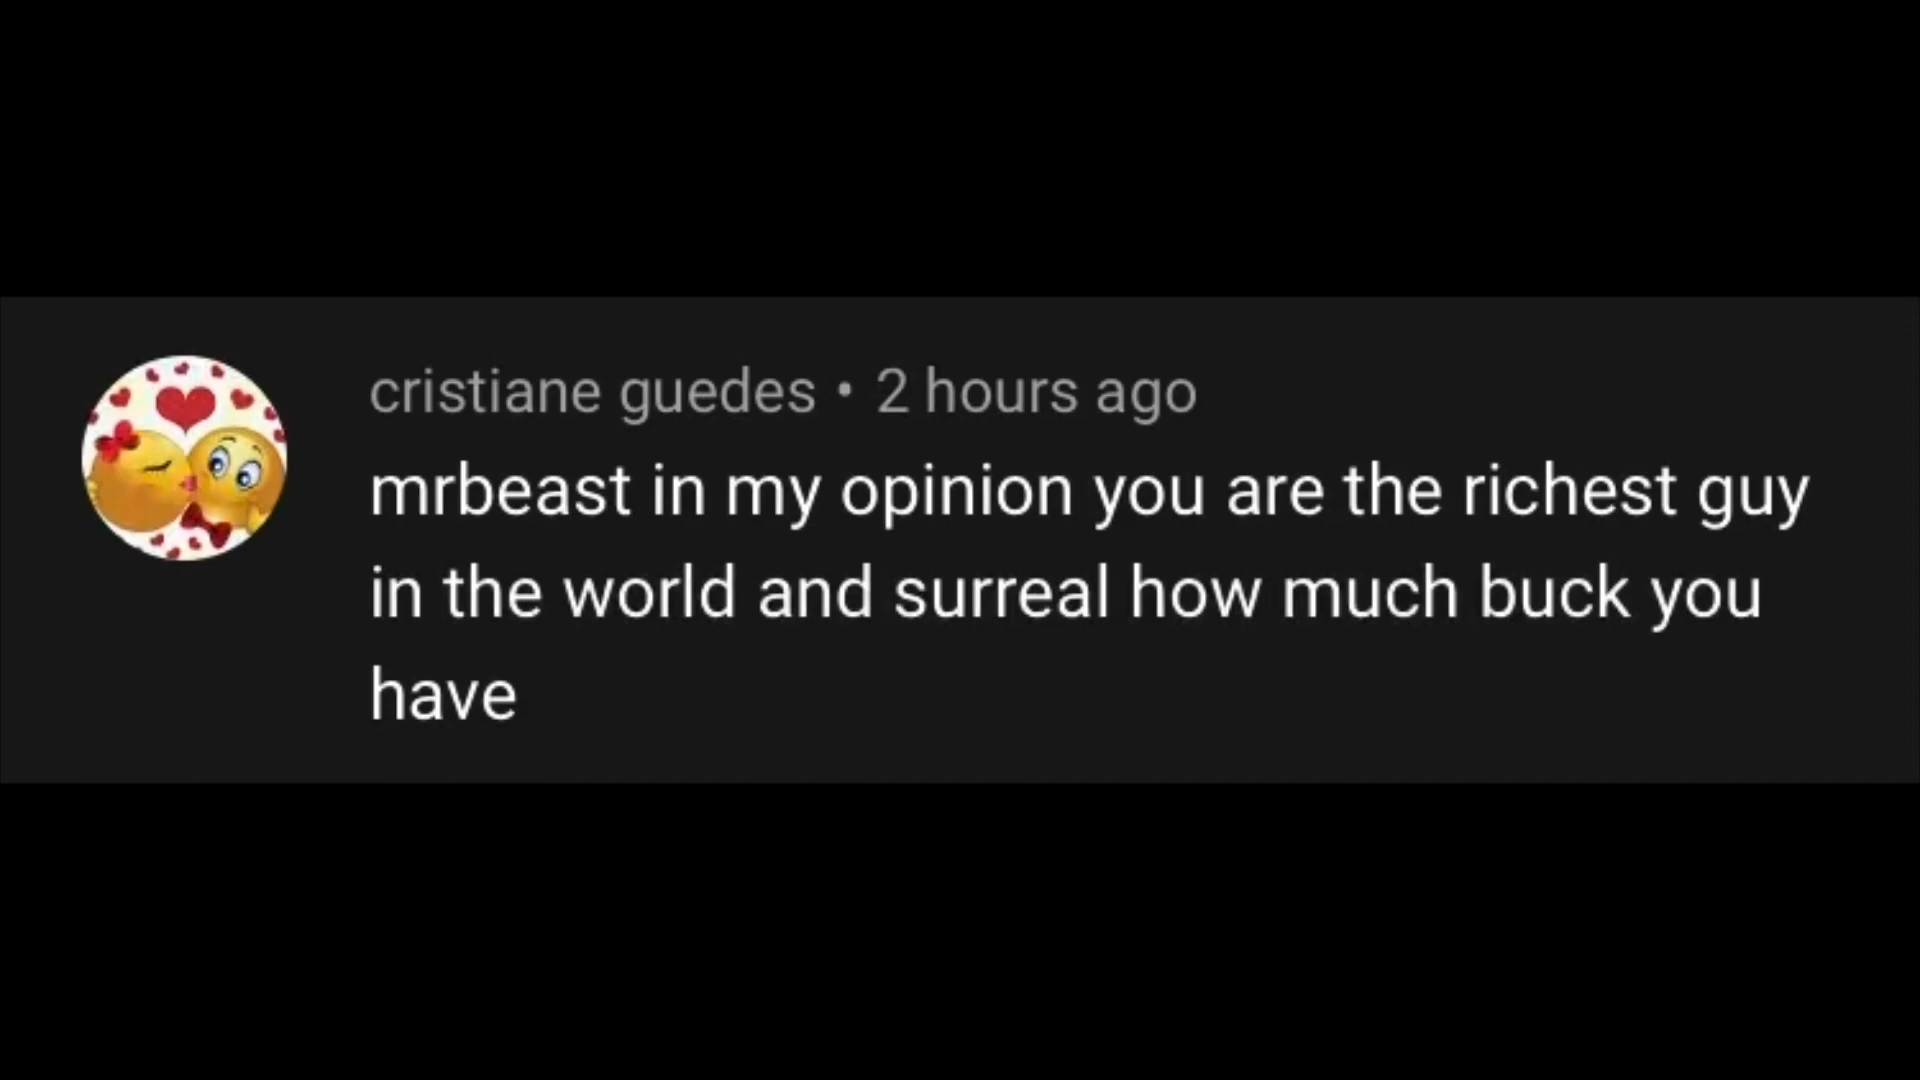 cristiane guedes • 2 hours ago
mrbeast in my opinion you are the richest guy
in the world and surreal how much buck you
have